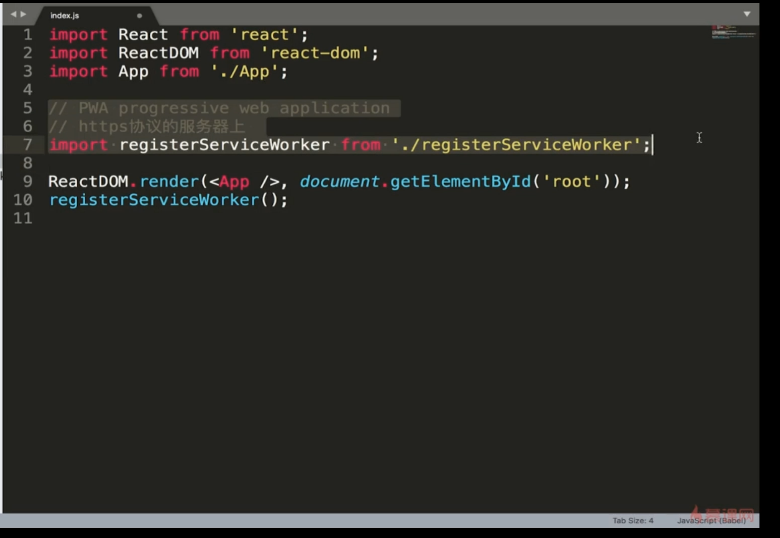 index.js
1 import React from 'react';
2 import ReactDOM from 'react-dom';
3 import App from './App';
4
5 // PWA progressive web application
6 // https协议的服务器上
7 import registerServiceWorker from './registerServiceWorker';
8
9 ReactDOM.render(<App />, document.getElementById('root'));
10 registerServiceWorker();
11
Tab Size: 4 JavaScript (Babel)
慕课网